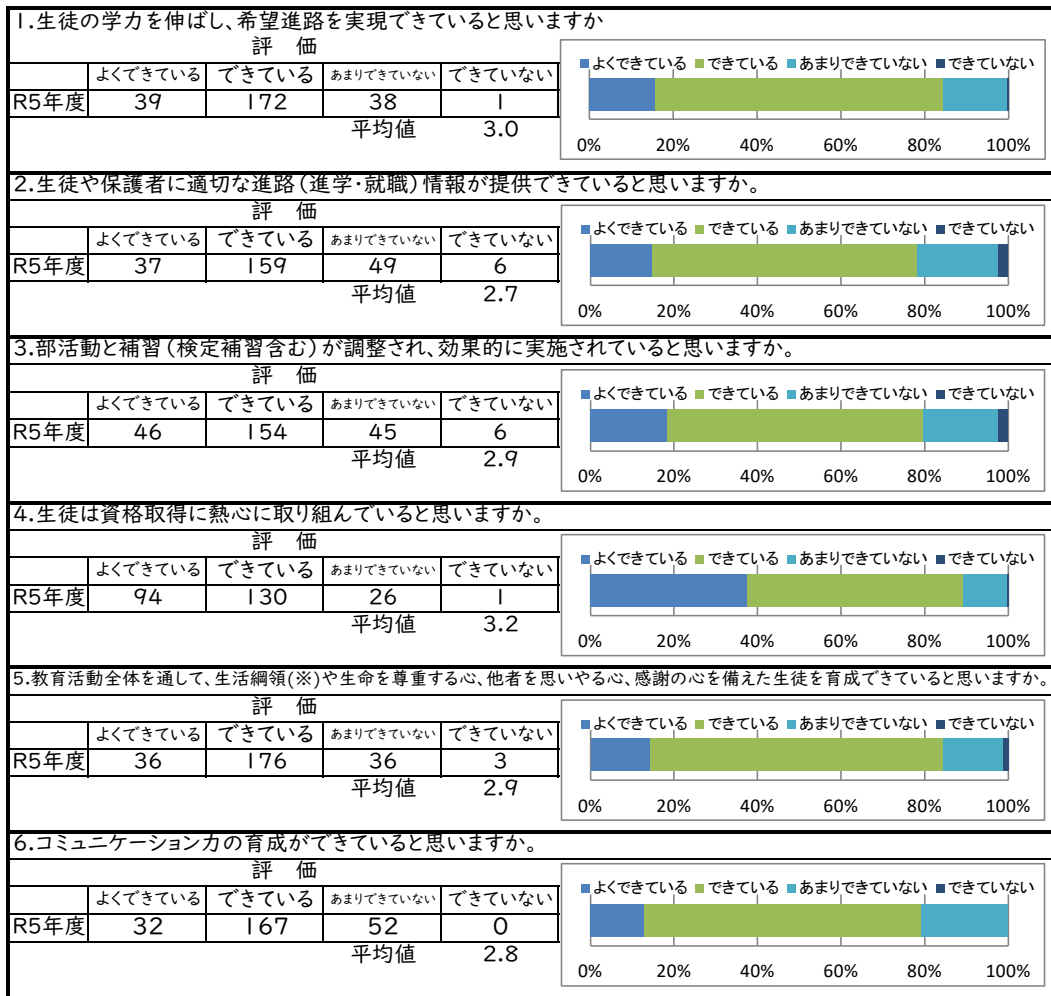 1.生徒の学力を伸ばし、希望進路を実現できていると思いますか
評 価
よくできている できている あまりできていない できていない
R5年度 39 172 38 1
平均値 3.0
よくできている できている あまりできていない できていない
0% 20% 40% 60% 80% 100%
2.生徒や保護者に適切な進路(進学・就職)情報が提供できていると思いますか。
評 価
よくできている できている あまりできていない できていない
R5年度 37 159 49 6
平均値 2.7
よくできている できている あまりできていない できていない
0% 20% 40% 60% 80% 100%
3.部活動と補習(検定補習含む)が調整され、効果的に実施されていると思いますか。
評 価
よくできている できている あまりできていない できていない
R5年度 46 154 45 6
平均値 2.9
よくできている できている あまりできていない できていない
0% 20% 40% 60% 80% 100%
4.生徒は資格取得に熱心に取り組んでいると思いますか。
評 価
よくできている できている あまりできていない できていない
R5年度 94 130 26 1
平均値 3.2
よくできている できている あまりできていない できていない
0% 20% 40% 60% 80% 100%
5.教育活動全体を通して、生活綱領(※)や生命を尊重する心、他者を思いやる心、感謝の心を備えた生徒を育成できていると思いますか。
評 価
よくできている できている あまりできていない できていない
R5年度 36 176 36 3
平均値 2.9
よくできている できている あまりできていない できていない
0% 20% 40% 60% 80% 100%
6.コミュニケーション力の育成ができていると思いますか。
評 価
よくできている できている あまりできていない できていない
R5年度 32 167 52 0
平均値 2.8
よくできている できている あまりできていない できていない
0% 20% 40% 60% 80% 100%